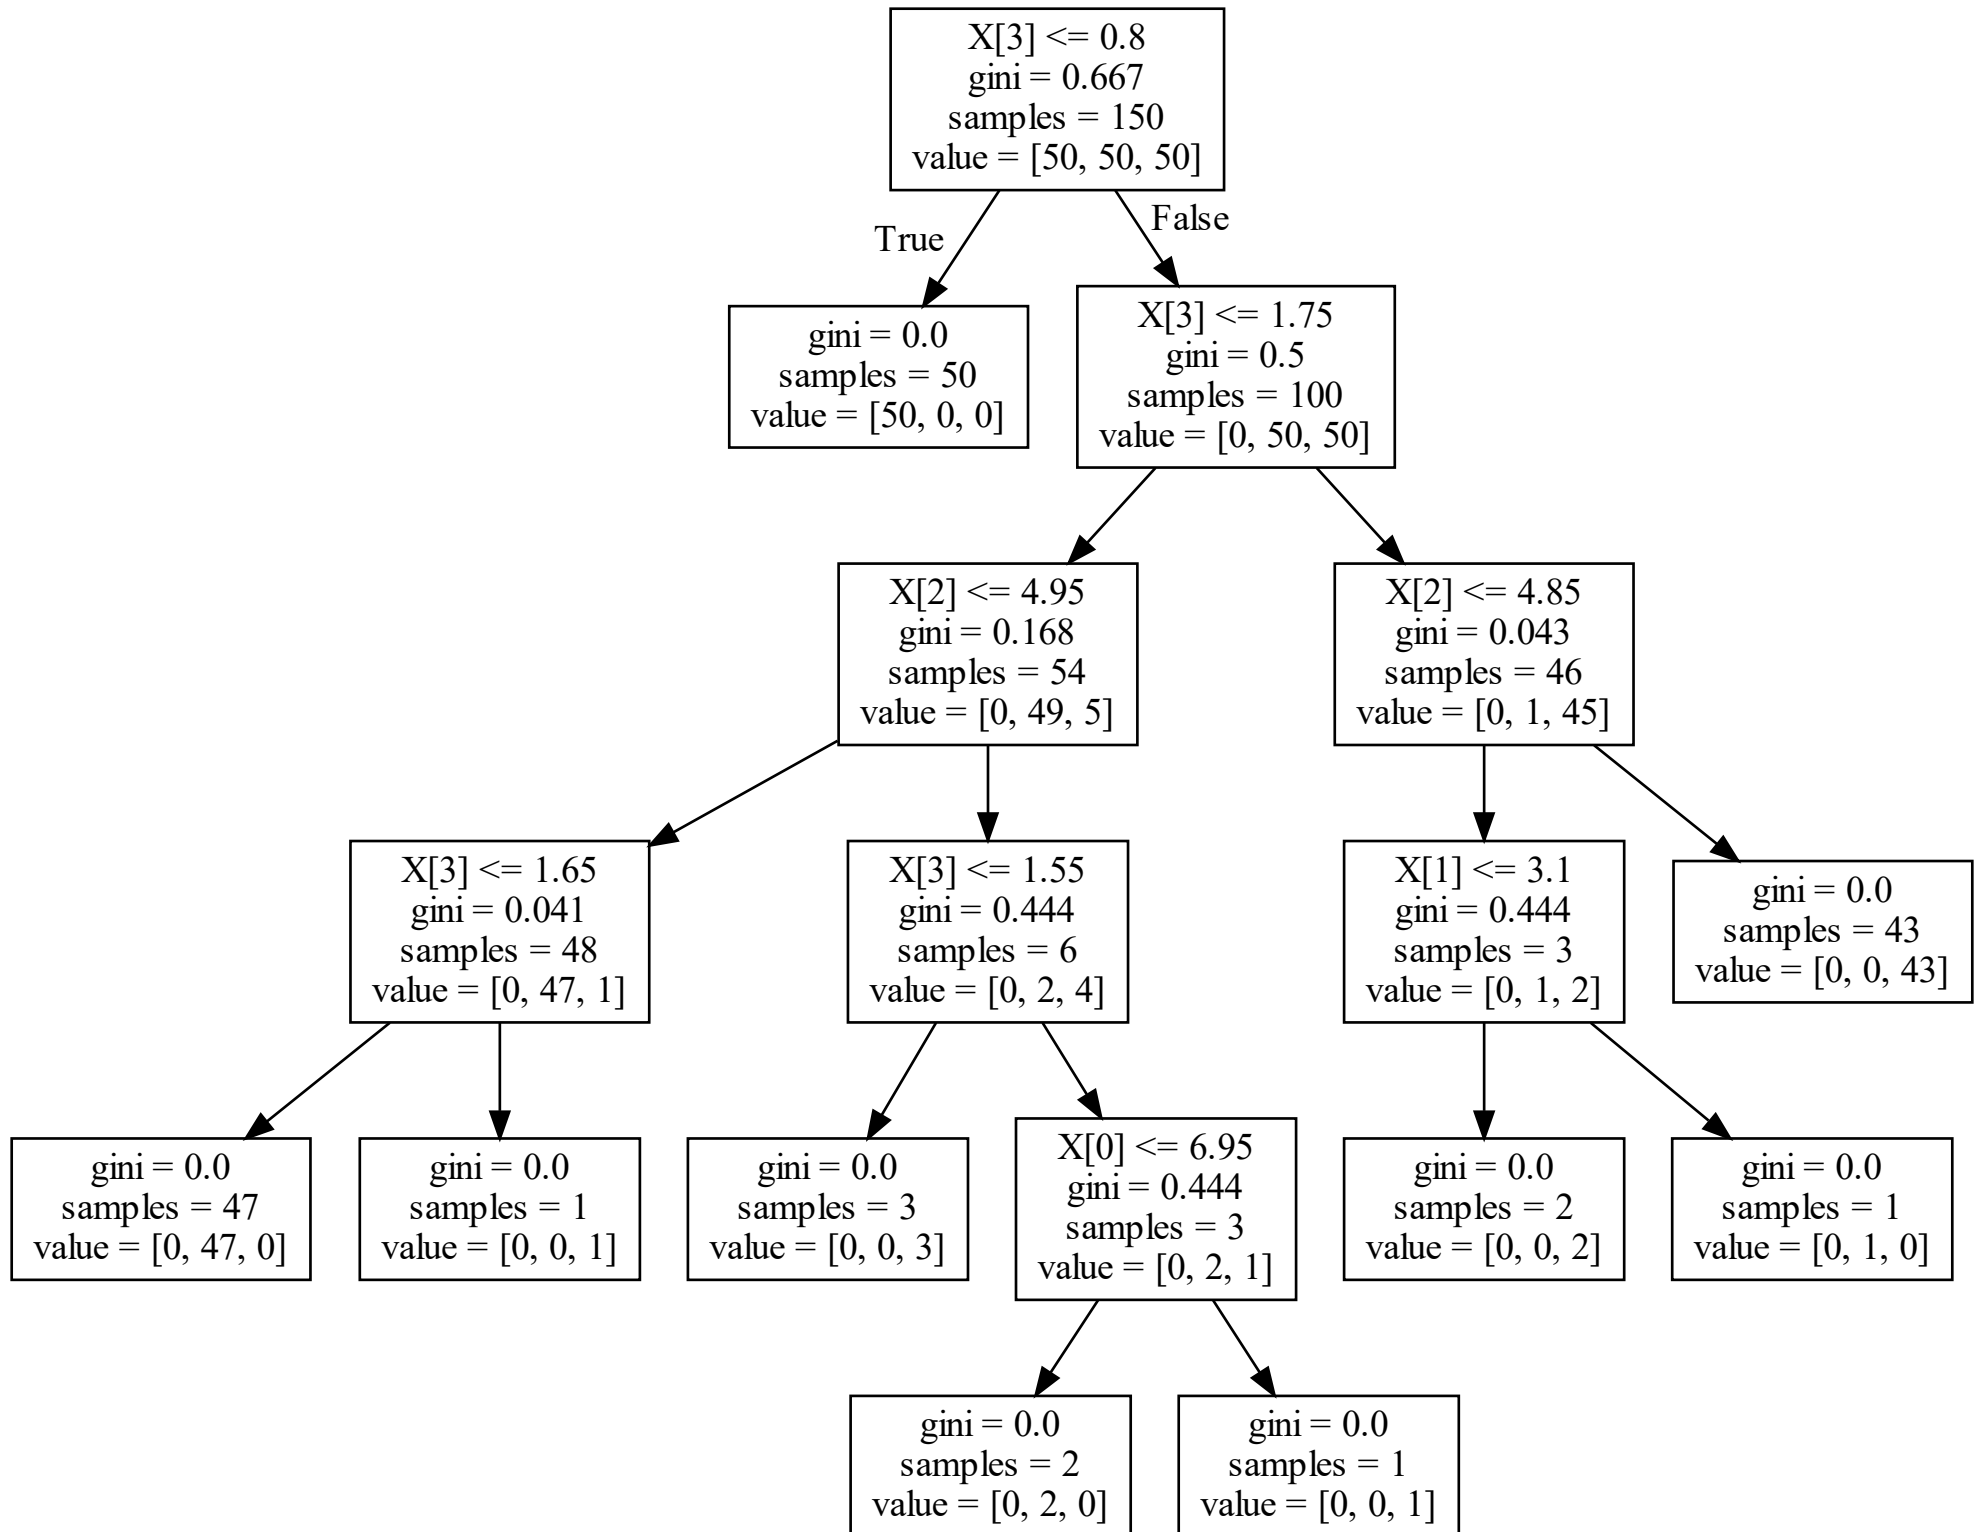 X[3] <= 0.8
gini = 0.667
samples = 150
value = [50, 50, 50]
True
False
gini = 0.0
samples = 50
value = [50, 0, 0]
X[3] <= 1.75
gini = 0.5
samples = 100
value = [0, 50, 50]
X[2] <= 4.95
gini = 0.168
samples = 54
value = [0, 49, 5]
X[2] <= 4.85
gini = 0.043
samples = 46
value = [0, 1, 45]
X[3] <= 1.65
gini = 0.041
samples = 48
value = [0, 47, 1]
X[3] <= 1.55
gini = 0.444
samples = 6
value = [0, 2, 4]
X[1] <= 3.1
gini = 0.444
samples = 3
value = [0, 1, 2]
gini = 0.0
samples = 43
value = [0, 0, 43]
gini = 0.0
samples = 47
value = [0, 47, 0]
gini = 0.0
samples = 1
value = [0, 0, 1]
gini = 0.0
samples = 3
value = [0, 0, 3]
X[0] <= 6.95
gini = 0.444
samples = 3
value = [0, 2, 1]
gini = 0.0
samples = 2
value = [0, 0, 2]
gini = 0.0
samples = 1
value = [0, 1, 0]
gini = 0.0
samples = 2
value = [0, 2, 0]
gini = 0.0
samples = 1
value = [0, 0, 1]